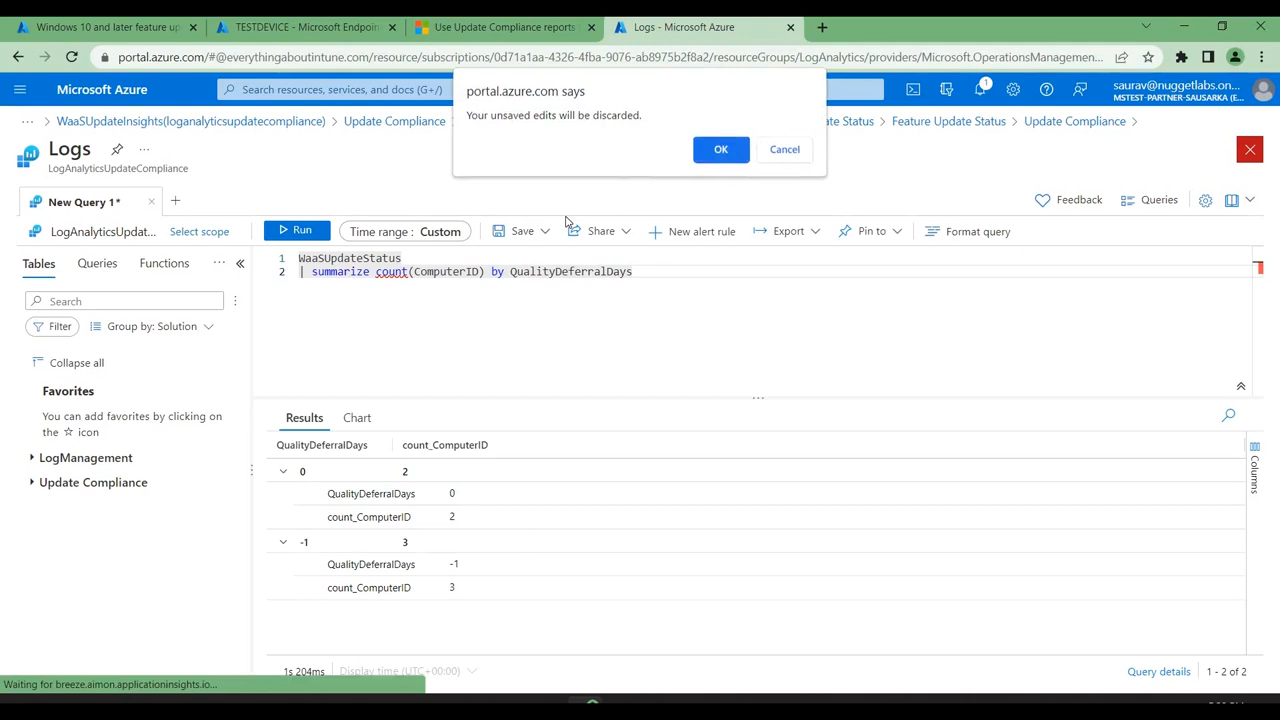 Windows 10 and later feature up
TESTDEVICE - Microsoft Endpoin
Use Update Compliance reports
Logs - Microsoft Azure
portal.azure.com/#@everythingaboutintune.com/resource/subscriptions/0d71a1aa-4326-4fba-9076-ab8975b2f8a2/resourceGroups/LogAnalytics/providers/Microsoft.OperationsManagemen...
Microsoft Azure
Search resources, services, and docs (G+/)
1
saurav@nuggetlabs.on...
MSTEST-PARTNER-SAUSARKA (E...
portal.azure.com says
Your unsaved edits will be discarded.
OK
Cancel
WaaSUpdateInsights(loganalyticsupdatecompliance)
Update Compliance
Feature Update Status
Update Compliance
Logs
LogAnalyticsUpdateCompliance
New Query 1*
Feedback
Queries
LogAnalyticsUpdat...
Select scope
Run
Time range : Custom
Save
Share
New alert rule
Export
Pin to
Format query
Tables
Queries
Functions
1 WaaSUpdateStatus
2 | summarize count(ComputerID) by QualityDeferralDays
Search
Filter
Group by: Solution
Collapse all
Favorites
You can add favorites by clicking on
the ☆ icon
LogManagement
Update Compliance
Results
Chart
QualityDeferralDays count_ComputerID
0 2
QualityDeferralDays 0
count_ComputerID 2
-1 3
QualityDeferralDays -1
count_ComputerID 3
Columns
1s 204ms
Display time (UTC+00:00)
Query details
1 - 2 of 2
Waiting for breeze.aimon.applicationinsights.io...